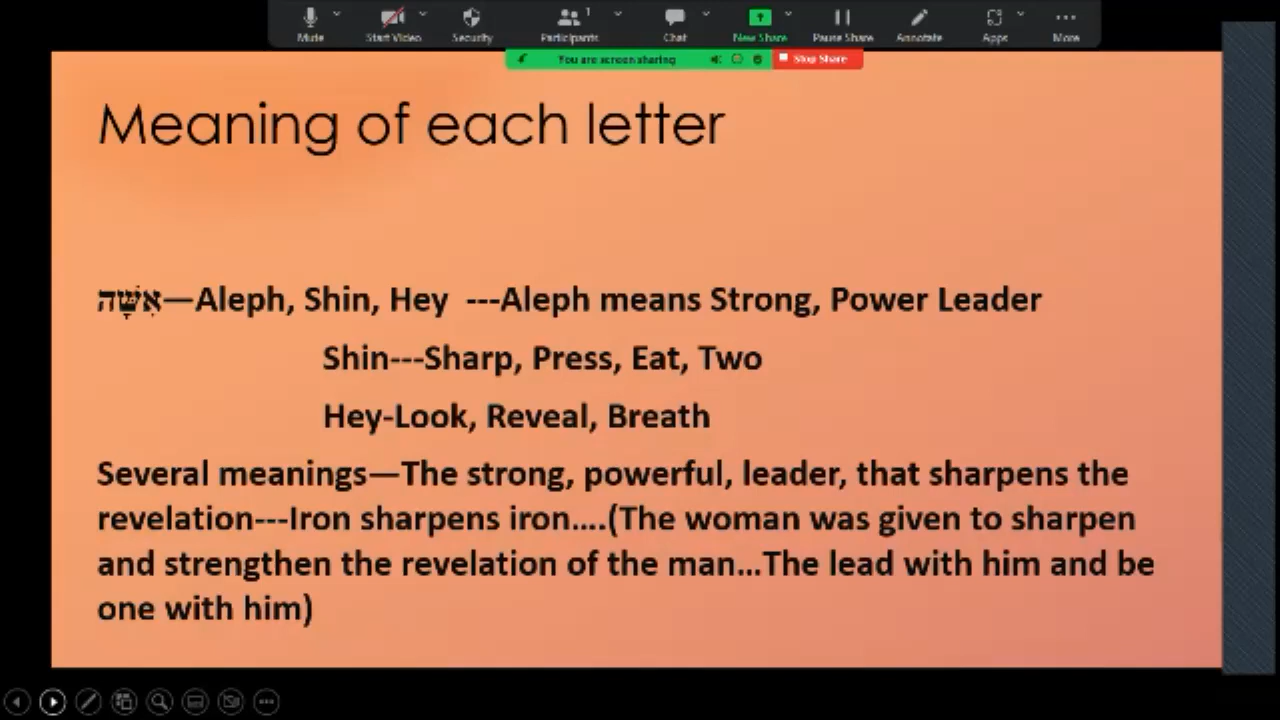 Mute
Start Video
Security
Participants
1
Chat
New Share
Pause Share
Annotate
Apps
More
You are screen sharing
Stop Share
Meaning of each letter
אִשָּׁה—Aleph, Shin, Hey ---Aleph means Strong, Power Leader
Shin---Sharp, Press, Eat, Two
Hey-Look, Reveal, Breath
Several meanings—The strong, powerful, leader, that sharpens the
revelation---Iron sharpens iron....(The woman was given to sharpen
and strengthen the revelation of the man...The lead with him and be
one with him)